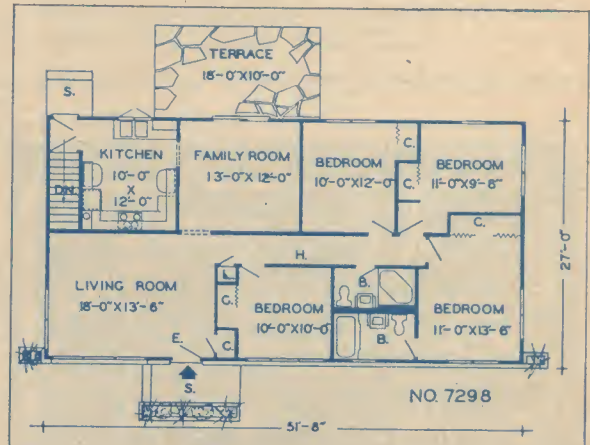 TERRACE
18'-0"X10'-0"
S.
KITCHEN
10'-0"
X
12'-0"
DN.
FAMILY ROOM
13'-0"X12'-0"
BEDROOM
10'-0"X12'-0"
C.
C.
BEDROOM
11'-0"X9'-8"
C.
H.
LIVING ROOM
18'-0"X13'-6"
L.
C.
C.
BEDROOM
10'-0"X10'-0"
B.
B.
BEDROOM
11'-0"X13'-6"
E.
S.
NO. 7298
27'-0"
51'-8"